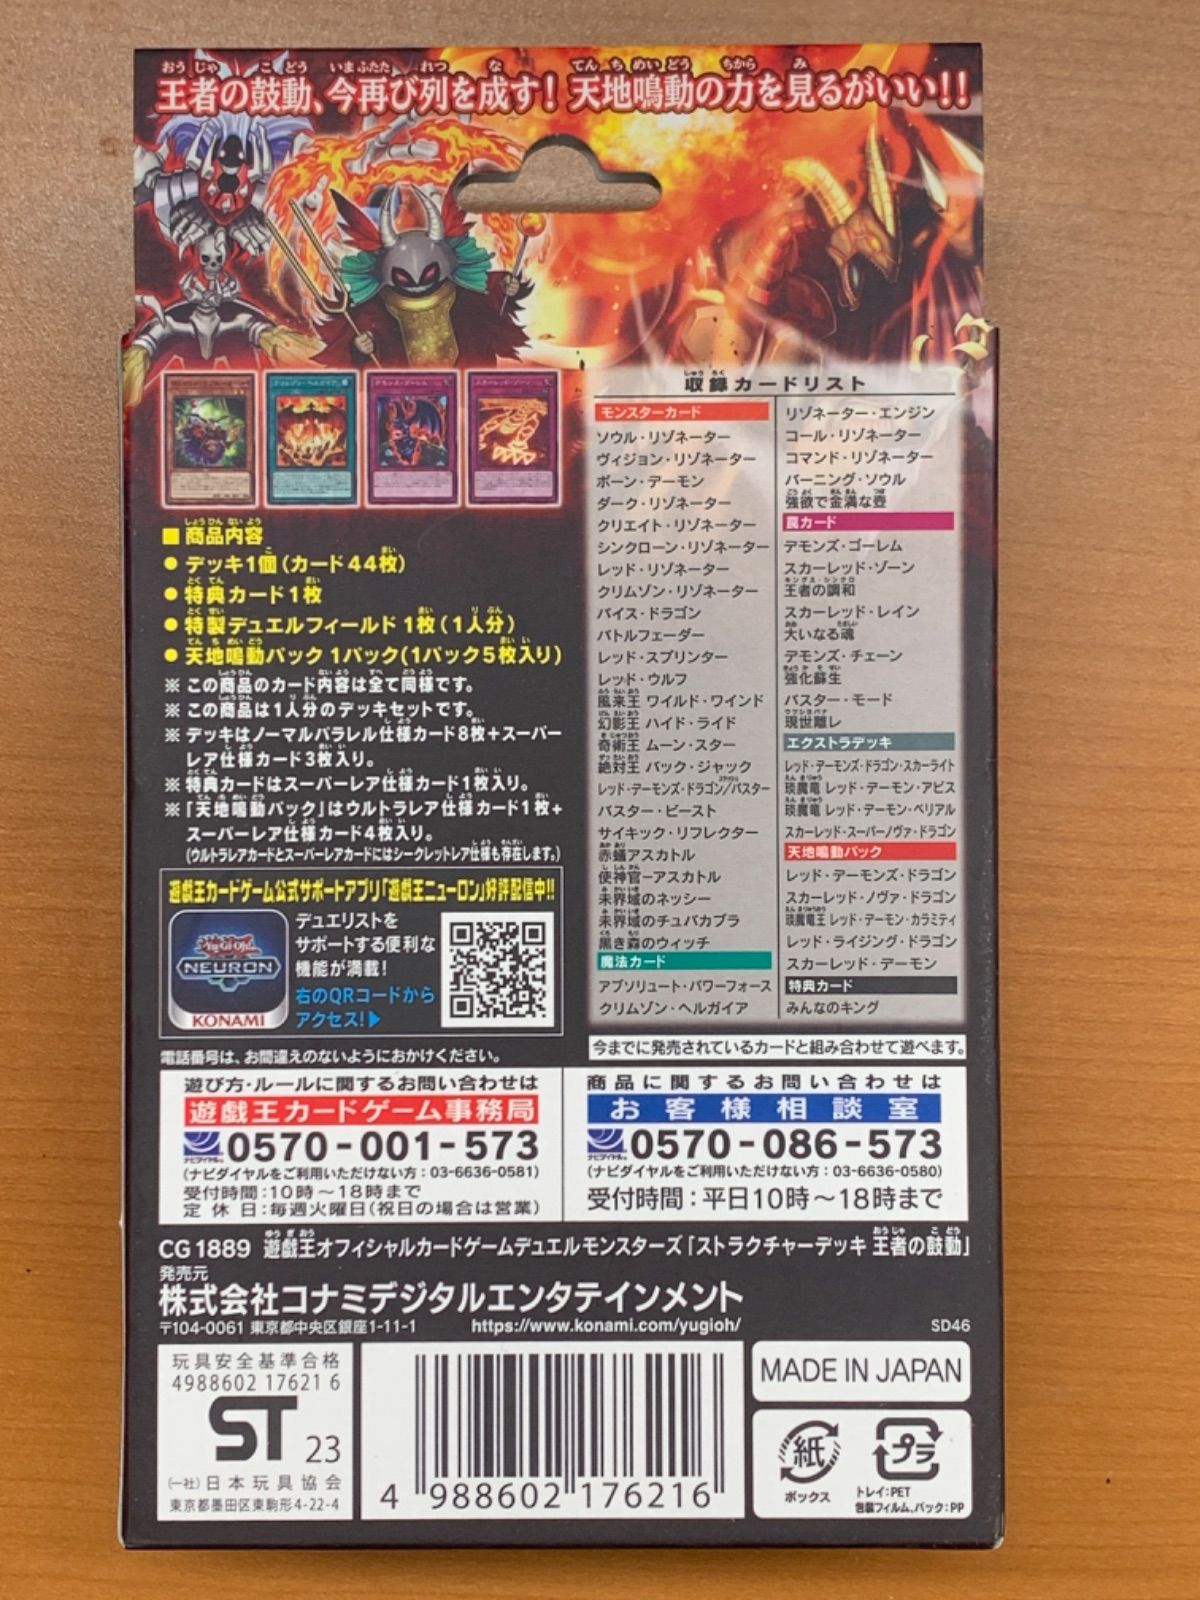 王者の鼓動、今再び列を成す! 天地鳴動の力を見るがいい!!
■ 商品内容
● デッキ1個(カード44枚)
● 特典カード1枚
● 特製デュエルフィールド 1枚(1人分)
● 天地鳴動パック 1パック(1パック5枚入り)
※ この商品のカード内容は全て同様です。
※ この商品は1人分のデッキセットです。
※ デッキはノーマルパラレル仕様カード8枚+スーパー
レア仕様カード3枚入り。
※ 特典カードはスーパーレア仕様カード1枚入り。
※「天地鳴動パック」はウルトラレア仕様カード1枚+
スーパーレア仕様カード4枚入り。
(ウルトラレアカードとスーパーレアカードにはシークレットレア仕様も存在します。)
遊戯王カードゲーム公式サポートアプリ「遊戯王ニューロン」好評配信中!!
Yu-Gi-Oh!
NEURON
KONAMI
デュエリストを
サポートする便利な
機能が満載!
右のQRコードから
アクセス!▶
収録カードリスト
モンスターカード
ソウル・リゾネーター
ヴィジョン・リゾネーター
ボーン・デーモン
ダーク・リゾネーター
クリエイト・リゾネーター
シンクローン・リゾネーター
レッド・リゾネーター
クリムゾン・リゾネーター
バイス・ドラゴン
バトルフェーダー
レッド・スプリンター
レッド・ウルフ
風来王 ワイルド・ワインド
幻影王 ハイド・ライド
奇術王 ムーン・スター
絶対王 バック・ジャック
レッド・デーモンズ・ドラゴン/バスター
バスター・ビースト
サイキック・リフレクター
赤蟻アスカトル
使神官-アスカトル
未界域のネッシー
未界域のチュパカブラ
黒き森のウィッチ
魔法カード
アブソリュート・パワーフォース
クリムゾン・ヘルガイア
リゾネーター・エンジン
コール・リゾネーター
コマンド・リゾネーター
バーニング・ソウル
強欲で金満な壺
罠カード
デモンズ・ゴーレム
スカーレッド・ゾーン
王者の調和
スカーレッド・レイン
大いなる魂
デモンズ・チェーン
強化蘇生
バスター・モード
現世離レ
エクストラデッキ
レッド・デーモンズ・ドラゴン・スカーライト
琰魔竜 レッド・デーモン・アビス
琰魔竜 レッド・デーモン・ベリアル
スカーレッド・スーパーノヴァ・ドラゴン
天地鳴動パック
レッド・デーモンズ・ドラゴン
スカーレッド・ノヴァ・ドラゴン
琰魔竜王 レッド・デーモン・カラミティ
レッド・ライジング・ドラゴン
スカーレッド・デーモン
特典カード
みんなのキング
今までに発売されているカードと組み合わせて遊べます。
電話番号は、お間違えのないようにおかけください。
遊び方・ルールに関するお問い合わせは
遊戯王カードゲーム事務局
ナビダイヤル 0570-001-573
(ナビダイヤルをご利用いただけない方:03-6636-0581)
受付時間:10時~18時まで
定 休 日:毎週火曜日(祝日の場合は営業)
商品に関するお問い合わせは
お客様相談室
ナビダイヤル 0570-086-573
(ナビダイヤルをご利用いただけない方:03-6636-0580)
受付時間:平日10時~18時まで
CG1889 遊戯王オフィシャルカードゲームデュエルモンスターズ「ストラクチャーデッキ 王者の鼓動」
発売元
株式会社コナミデジタルエンタテインメント
〒104-0061 東京都中央区銀座1-11-1 https://www.konami.com/yugioh/
SD46
玩具安全基準合格
4988602 17621 6
ST 23
(一社)日本玩具協会
東京都墨田区東駒形4-22-4
4 988602 176216
MADE IN JAPAN
紙
ボックス
プラ
トレイ:PET
包装フィルム、パック:PP